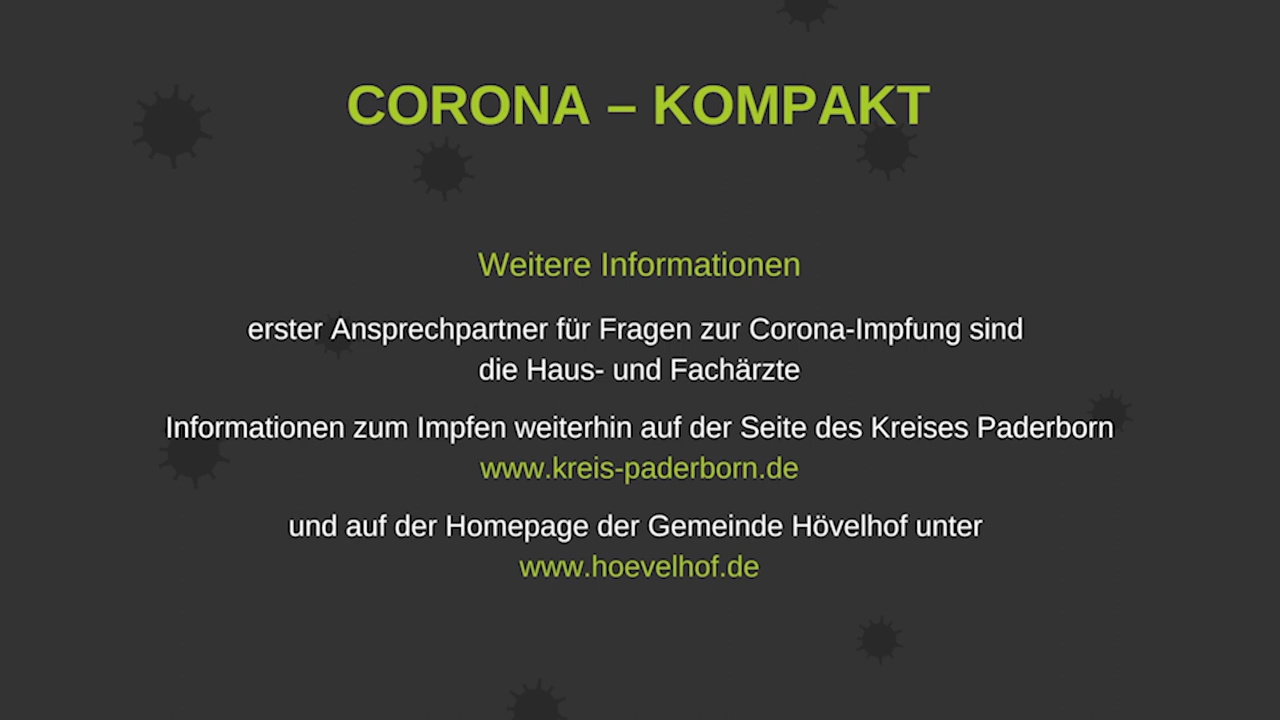 CORONA – KOMPAKT
Weitere Informationen
erster Ansprechpartner für Fragen zur Corona-Impfung sind
die Haus- und Fachärzte
Informationen zum Impfen weiterhin auf der Seite des Kreises Paderborn
www.kreis-paderborn.de
und auf der Homepage der Gemeinde Hövelhof unter
www.hoevelhof.de